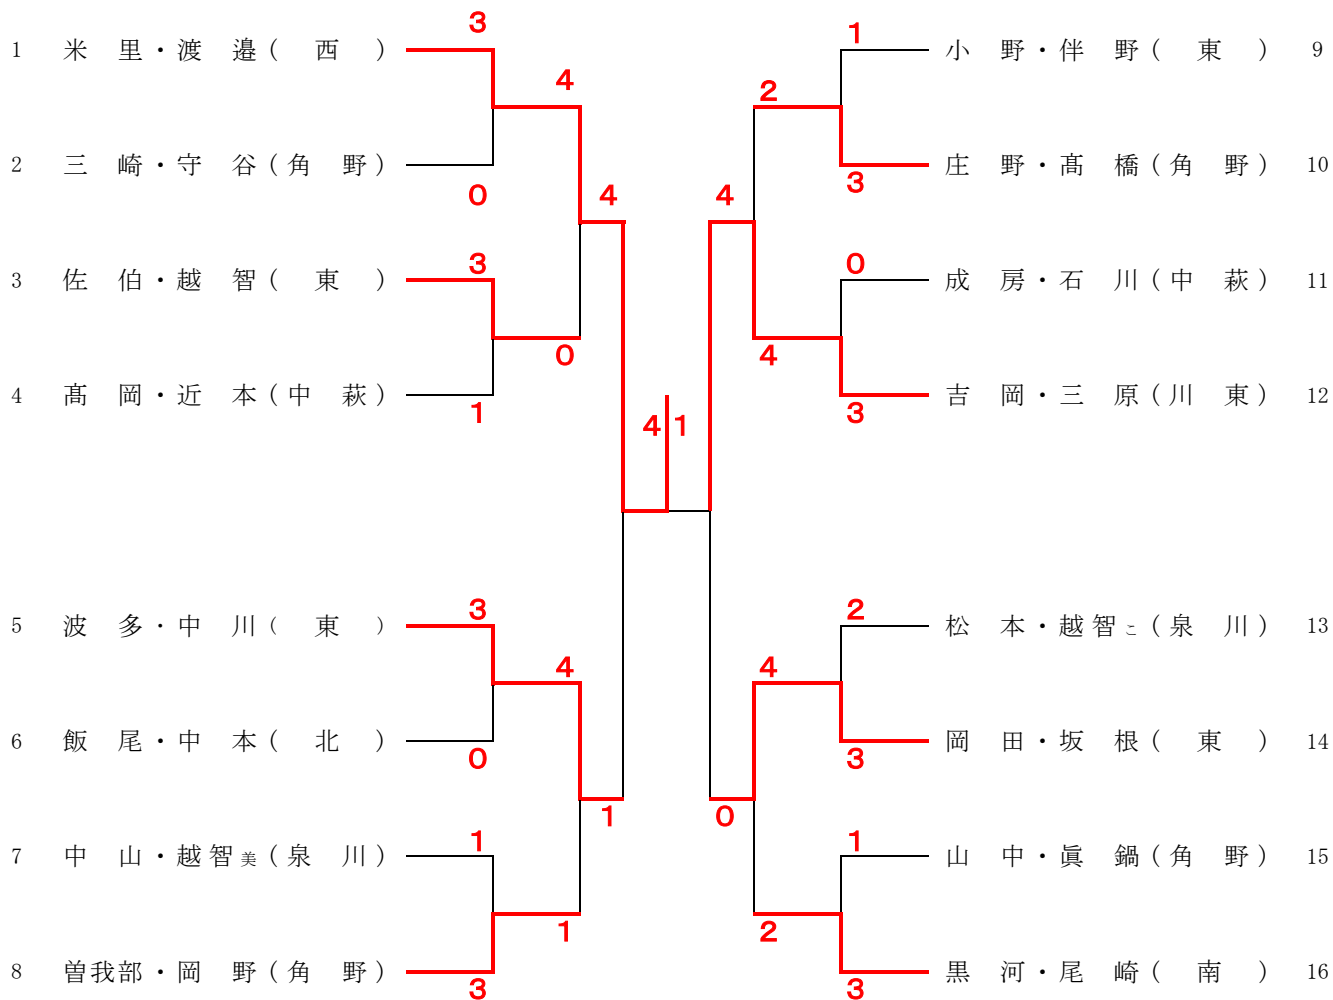 3
1
1 米 里・渡 邉( 西 )
小 野・伴 野( 東 ) 9
4
2
2 三 崎・守 谷(角 野)
庄 野・髙 橋(角 野) 10
0
4
4
3
3
0
3 佐 伯・越 智( 東 )
成 房・石 川(中 萩) 11
0
4
4 髙 岡・近 本(中 萩)
吉 岡・三 原(川 東) 12
1
4
1
3
3
2
5 波 多・中 川( 東 )
松 本・越智こ(泉 川) 13
4
4
6 飯 尾・中 本( 北 )
岡 田・坂 根( 東 ) 14
0
3
1
0
1
1
7 中 山・越智美(泉 川)
山 中・眞 鍋(角 野) 15
1
2
8 曽我部・岡 野(角 野)
黒 河・尾 崎( 南 ) 16
3
3